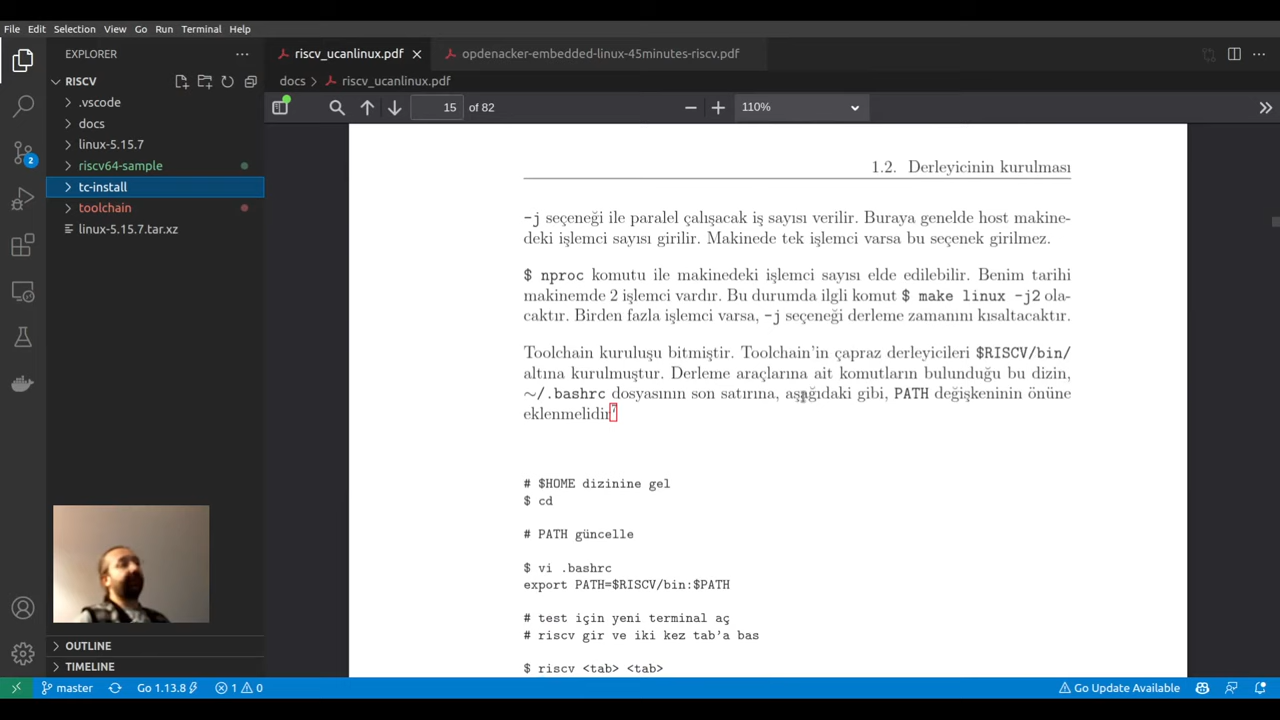 File Edit Selection View Go Run Terminal Help
EXPLORER
riscv_ucanlinux.pdf
opdenacker-embedded-linux-45minutes-riscv.pdf
RISCV
docs > riscv_ucanlinux.pdf
.vscode
docs
linux-5.15.7
riscv64-sample
tc-install
toolchain
linux-5.15.7.tar.xz
15 of 82
110%
1.2. Derleyicinin kurulması
-j seçeneği ile paralel çalışacak iş sayısı verilir. Buraya genelde host makine-
deki işlemci sayısı girilir. Makinede tek işlemci varsa bu seçenek girilmez.
$ nproc komutu ile makinedeki işlemci sayısı elde edilebilir. Benim tarihi
makinemde 2 işlemci vardır. Bu durumda ilgli komut $ make linux -j2 ola-
caktır. Birden fazla işlemci varsa, -j seçeneği derleme zamanını kısaltacaktır.
Toolchain kuruluşu bitmiştir. Toolchain'in çapraz derleyicileri $RISCV/bin/
altına kurulmuştur. Derleme araçlarına ait komutların bulunduğu bu dizin,
~/.bashrc dosyasının son satırına, aşağıdaki gibi, PATH değişkeninin önüne
eklenmelidir7
# $HOME dizinine gel
$ cd
# PATH güncelle
$ vi .bashrc
export PATH=$RISCV/bin:$PATH
# test için yeni terminal aç
# riscv gir ve iki kez tab'a bas
$ riscv <tab> <tab>
2
OUTLINE
TIMELINE
master Go 1.13.8 1 0 Go Update Available